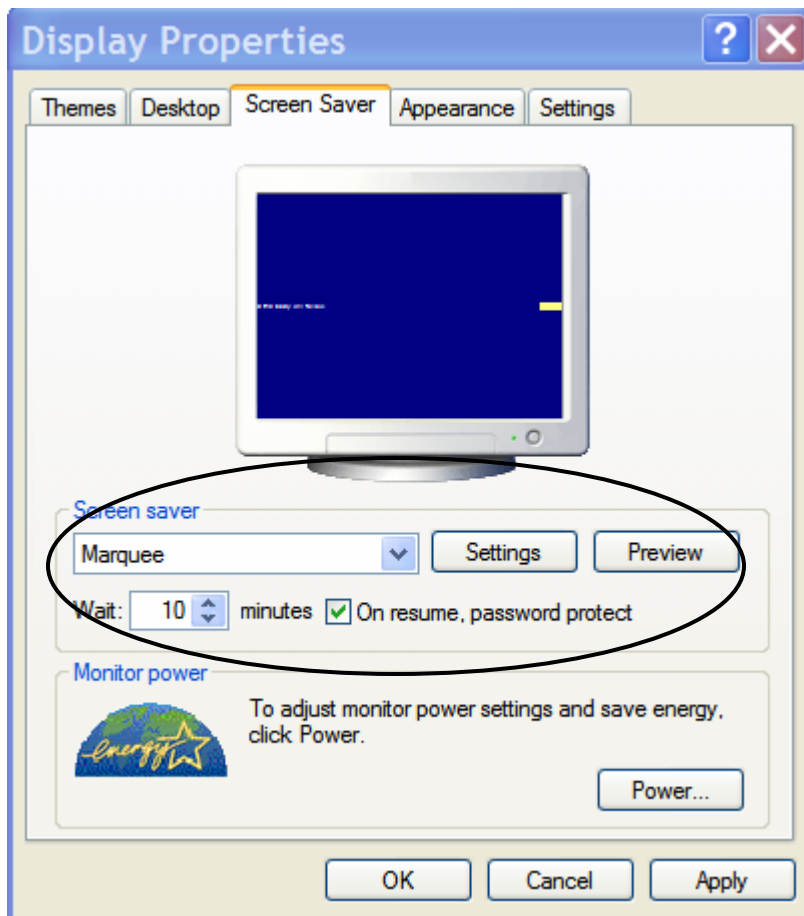 Display Properties
Themes Desktop Screen Saver Appearance Settings
Screen saver
Marquee Settings Preview
Wait: 10 minutes On resume, password protect
Monitor power
energy
To adjust monitor power settings and save energy,
click Power.
Power...
OK Cancel Apply